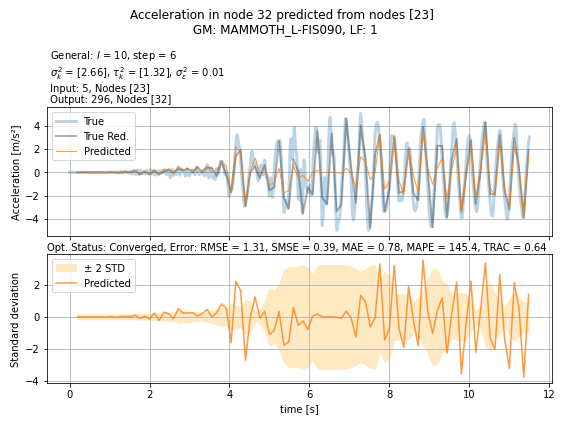 Acceleration in node 32 predicted from nodes [23]
GM: MAMMOTH_L-FIS090, LF: 1
General: l = 10, step = 6
σ²ₖ = [2.66], τ²ₖ = [1.32], σ²ε = 0.01
Input: 5, Nodes [23]
Output: 296, Nodes [32]
True
True Red.
Predicted
Acceleration [m/s²]
4
2
0
−2
−4
Opt. Status: Converged, Error: RMSE = 1.31, SMSE = 0.39, MAE = 0.78, MAPE = 145.4, TRAC = 0.64
± 2 STD
Predicted
Standard deviation
2
0
−2
−4
0 2 4 6 8 10 12
time [s]